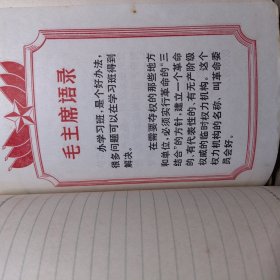 毛主席语录
办学习班，是个好办法，
很多问题可以在学习班得到
解决。
在需要夺权的那些地方
和单位，必须实行革命的“三
结合”的方针，建立一个革命
的、有代表性的、有无产阶级
权威的临时权力机构。这个
权力机构的名称，叫革命委
员会好。